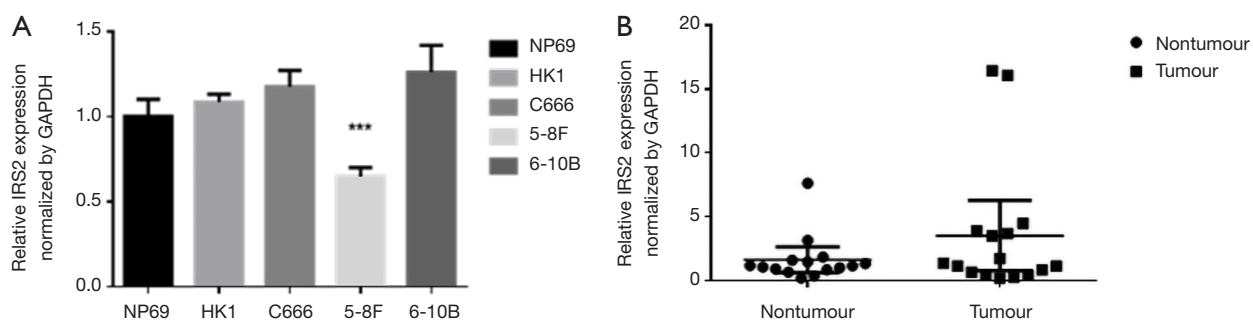 A
Relative IRS2 expression
normalized by GAPDH
1.5
1.0
0.5
0.0
***
NP69
HK1
C666
5-8F
6-10B
NP69
HK1
C666
5-8F
6-10B
B
Relative IRS2 expression
normalized by GAPDH
20
15
10
5
0
Nontumour
Tumour
Nontumour
Tumour